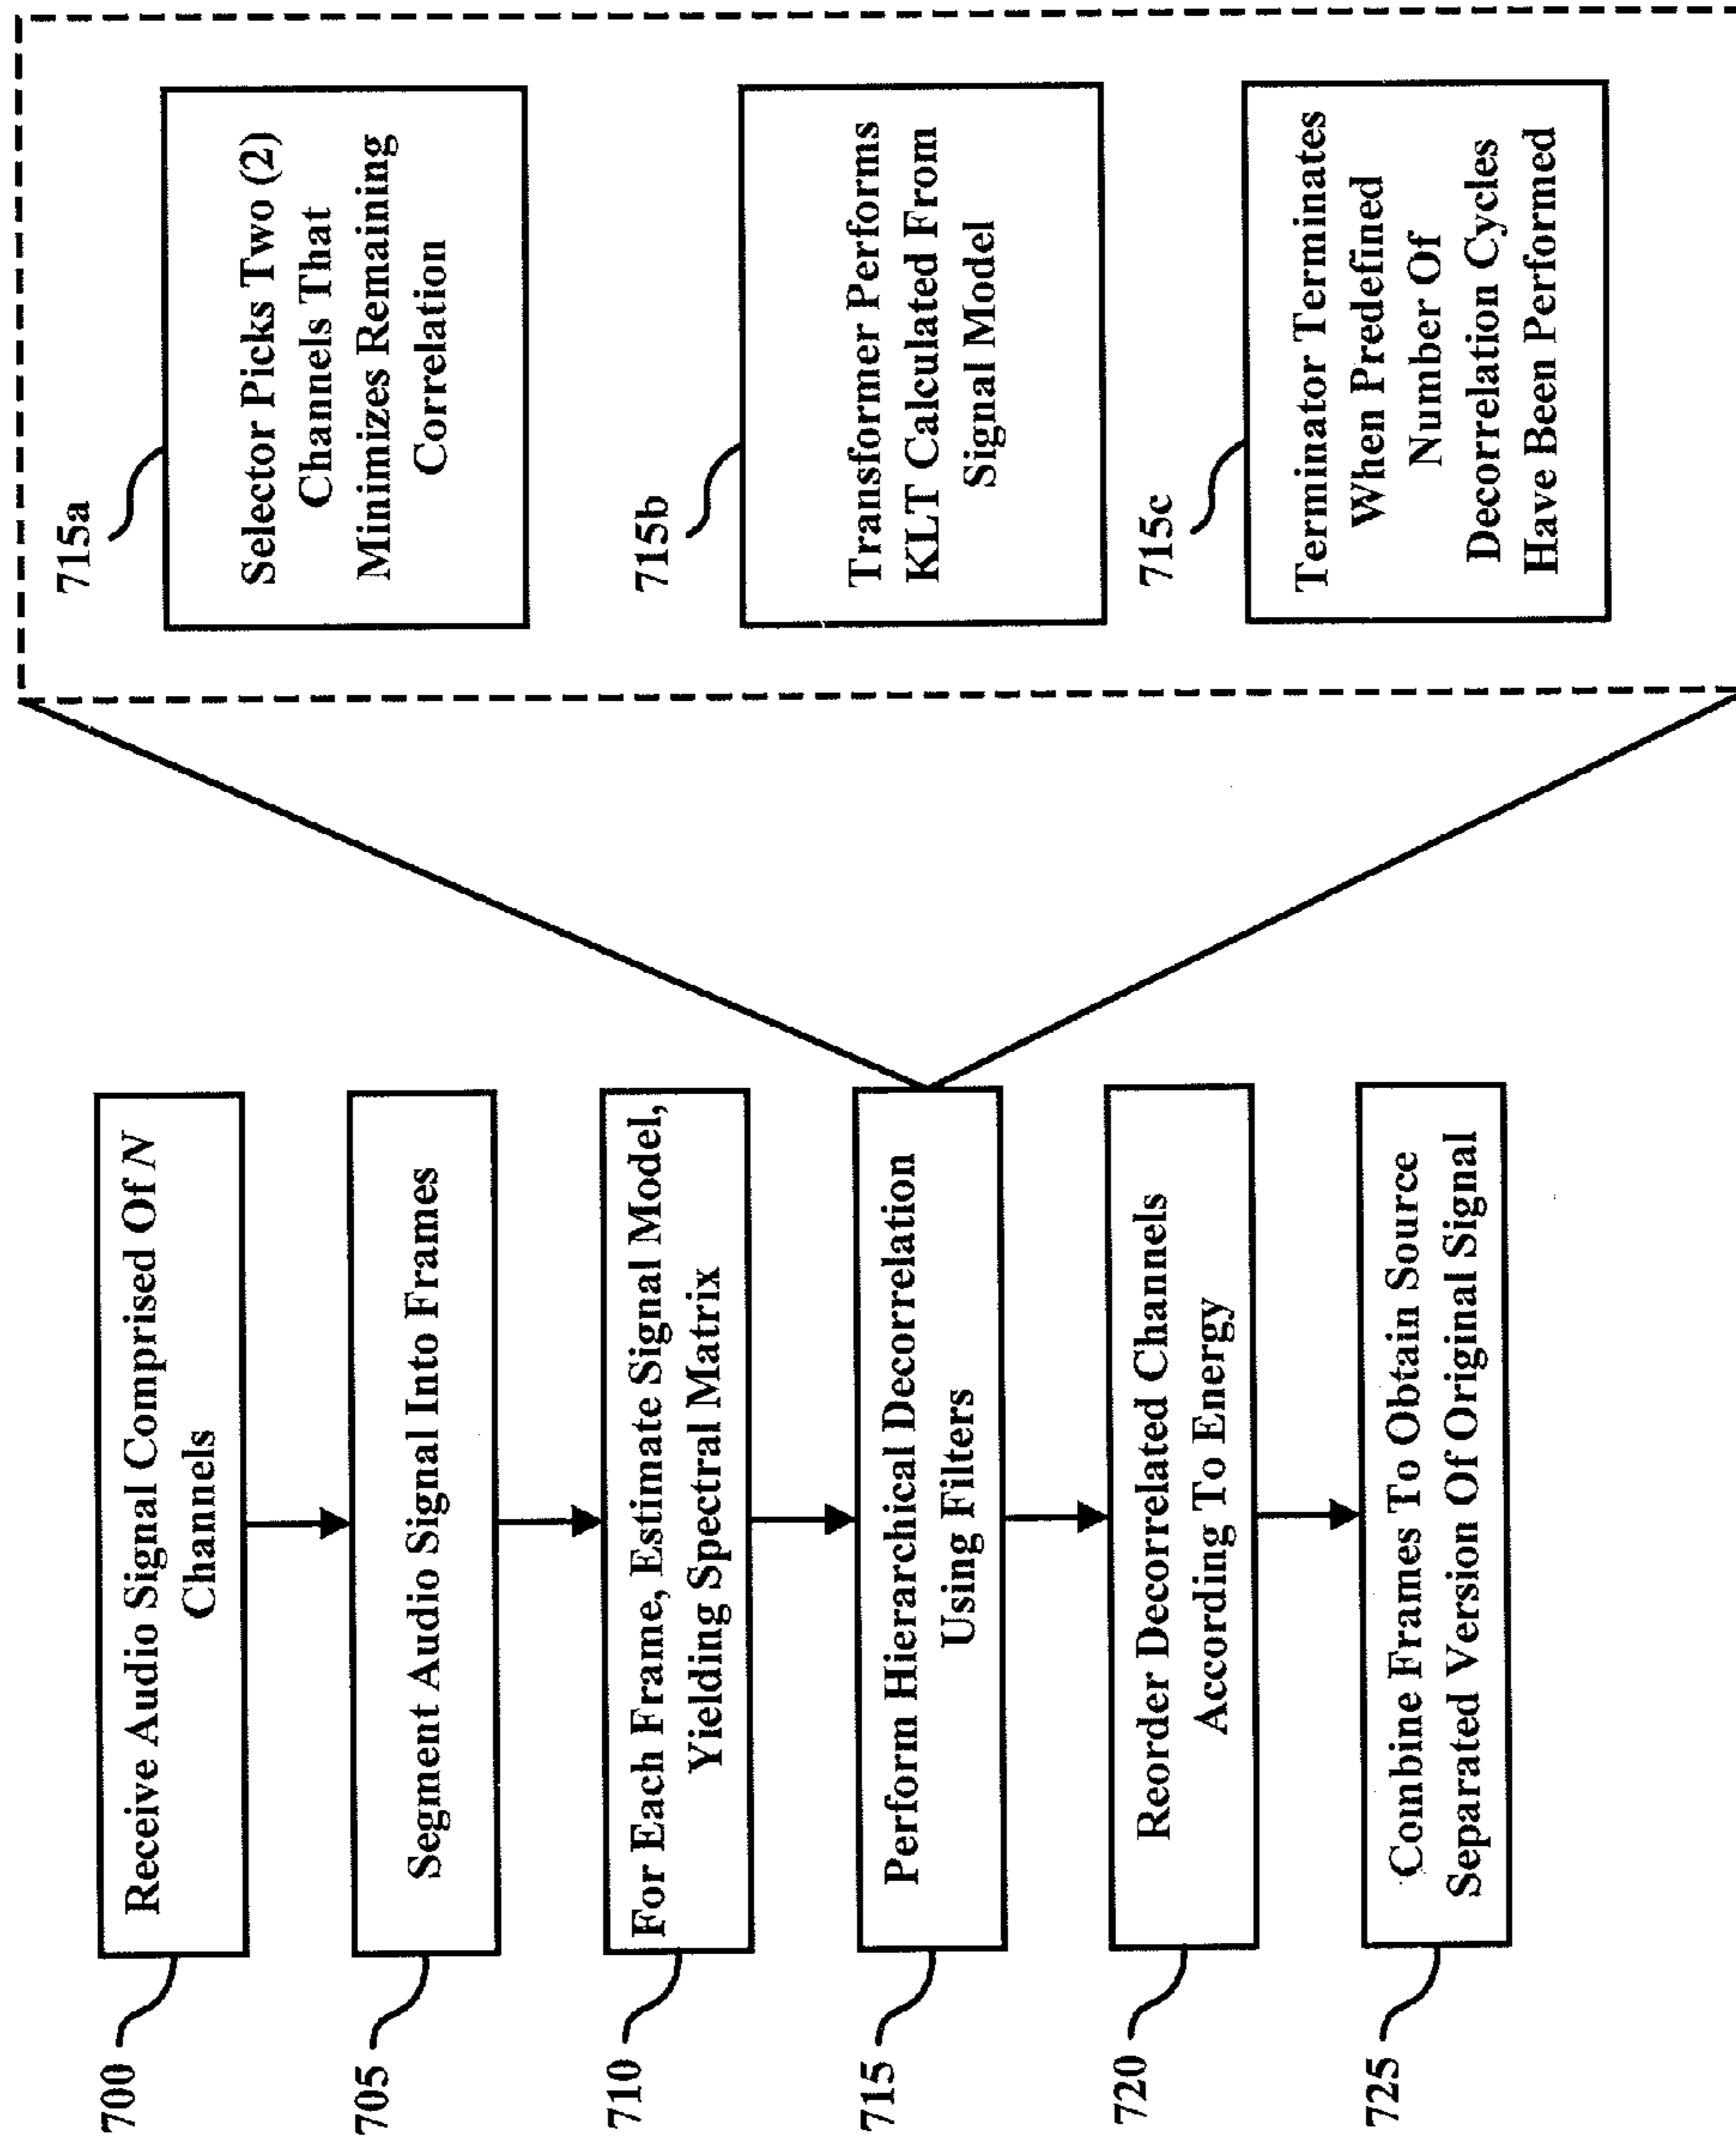 700
Receive Audio Signal Comprised Of N
Channels
705
Segment Audio Signal Into Frames
710
For Each Frame, Estimate Signal Model,
Yielding Spectral Matrix
715
Perform Hierarchical Decorrelation
Using Filters
720
Reorder Decorrelated Channels
According To Energy
725
Combine Frames To Obtain Source
Separated Version Of Original Signal
715a
Selector Picks Two (2)
Channels That
Minimizes Remaining
Correlation
715b
Transformer Performs
KLT Calculated From
Signal Model
715c
Terminator Terminates
When Predefined
Number Of
Decorrelation Cycles
Have Been Performed